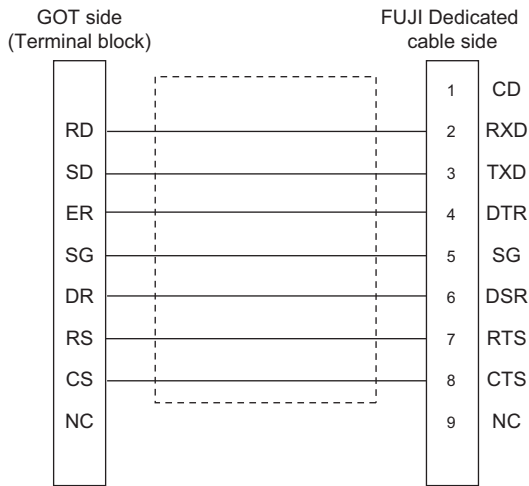 GOT side
(Terminal block)
FUJI Dedicated
cable side
1 CD
RD 2 RXD
SD 3 TXD
ER 4 DTR
SG 5 SG
DR 6 DSR
RS 7 RTS
CS 8 CTS
NC 9 NC